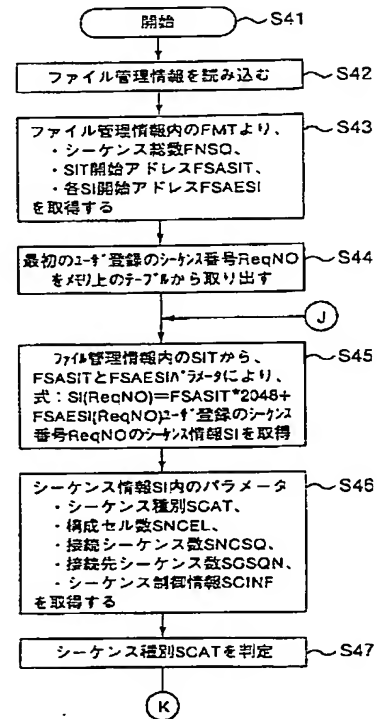 開始
S41
ファイル管理情報を読み込む
S42
ファイル管理情報内のFMTより、
・シーケンス総数FNSQ、
・SIT開始アドレスFSASIT、
・各SI開始アドレスFSAESI
を取得する
S43
最初のユーザ登録のシーケンス番号ReqNO
をメモリ上のテーブルから取り出す
S44
J
ファイル管理情報内のSITから、
FSASITとFSAESIパラメータにより、
式：SI(ReqNO)=FSASIT*2048+
FSAESI(ReqNO)ユーザ登録のシーケンス
番号ReqNOのシーケンス情報SIを取得
S45
シーケンス情報SI内のパラメータ
・シーケンス種別SCAT、
・構成セル数SNCEL、
・接続シーケンス数SNCSQ、
・接続先シーケンス数SCSQN、
・シーケンス制御情報SCINF
を取得する
S46
シーケンス種別SCATを判定
S47
K